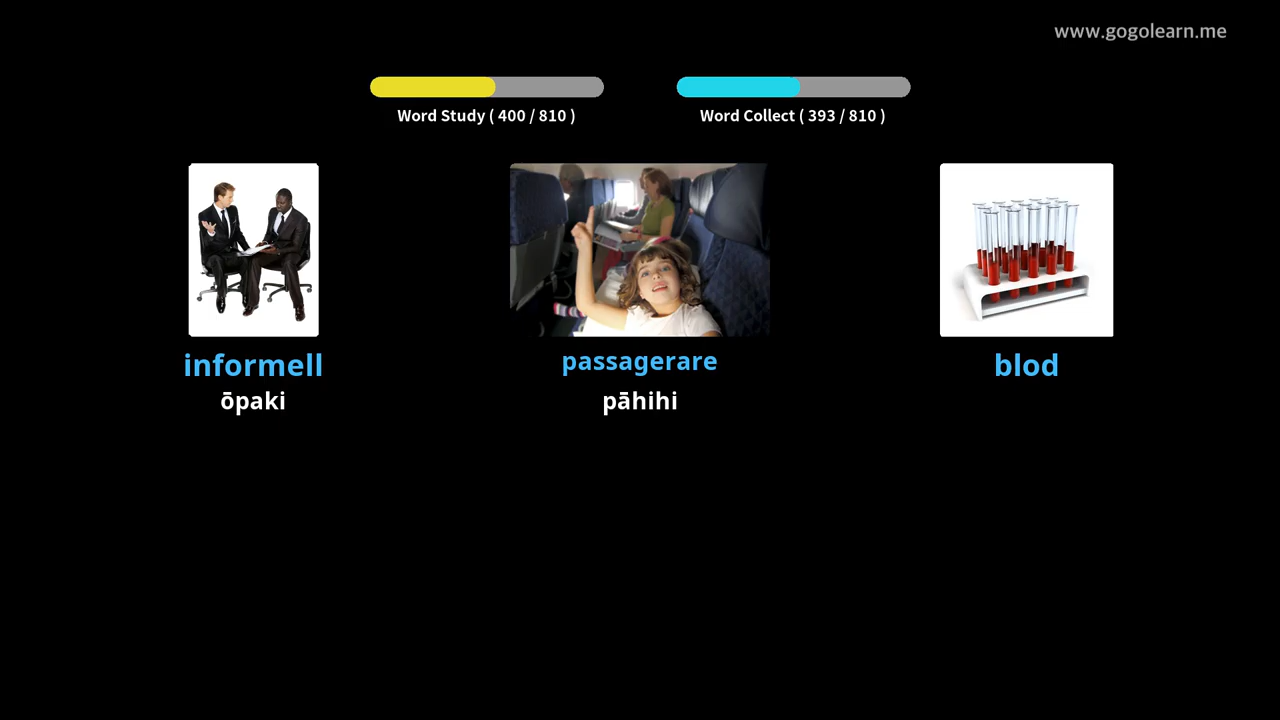 www.gogolearn.me
Word Study ( 400 / 810 )
Word Collect ( 393 / 810 )
informell
ōpaki
passagerare
pāhihi
blod